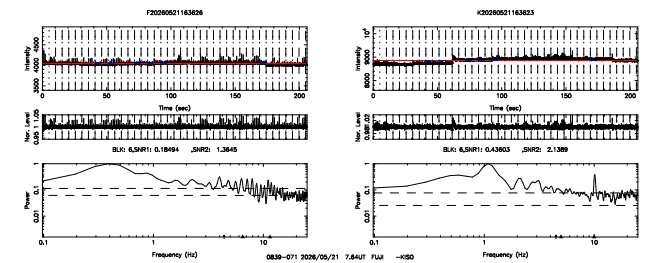 F20260521163626
K20260521163623
Intensity
4500
4000
3500
0
50
100
150
200
Time (sec)
Intensity
10⁴
9000
8000
0
50
100
150
200
Time (sec)
Nor. Level
1.05
0.95
Nor. Level
BLK: 6,SNR1: 0.18494 ,SNR2: 1.3645
BLK: 6,SNR1: 0.43603 ,SNR2: 2.1389
Power
1
0.1
0.01
0.1
1
10
Frequency (Hz)
Power
1
0.1
0.01
0.1
1
10
Frequency (Hz)
0839-071 2026/05/21 7.64UT FUJI -KISO